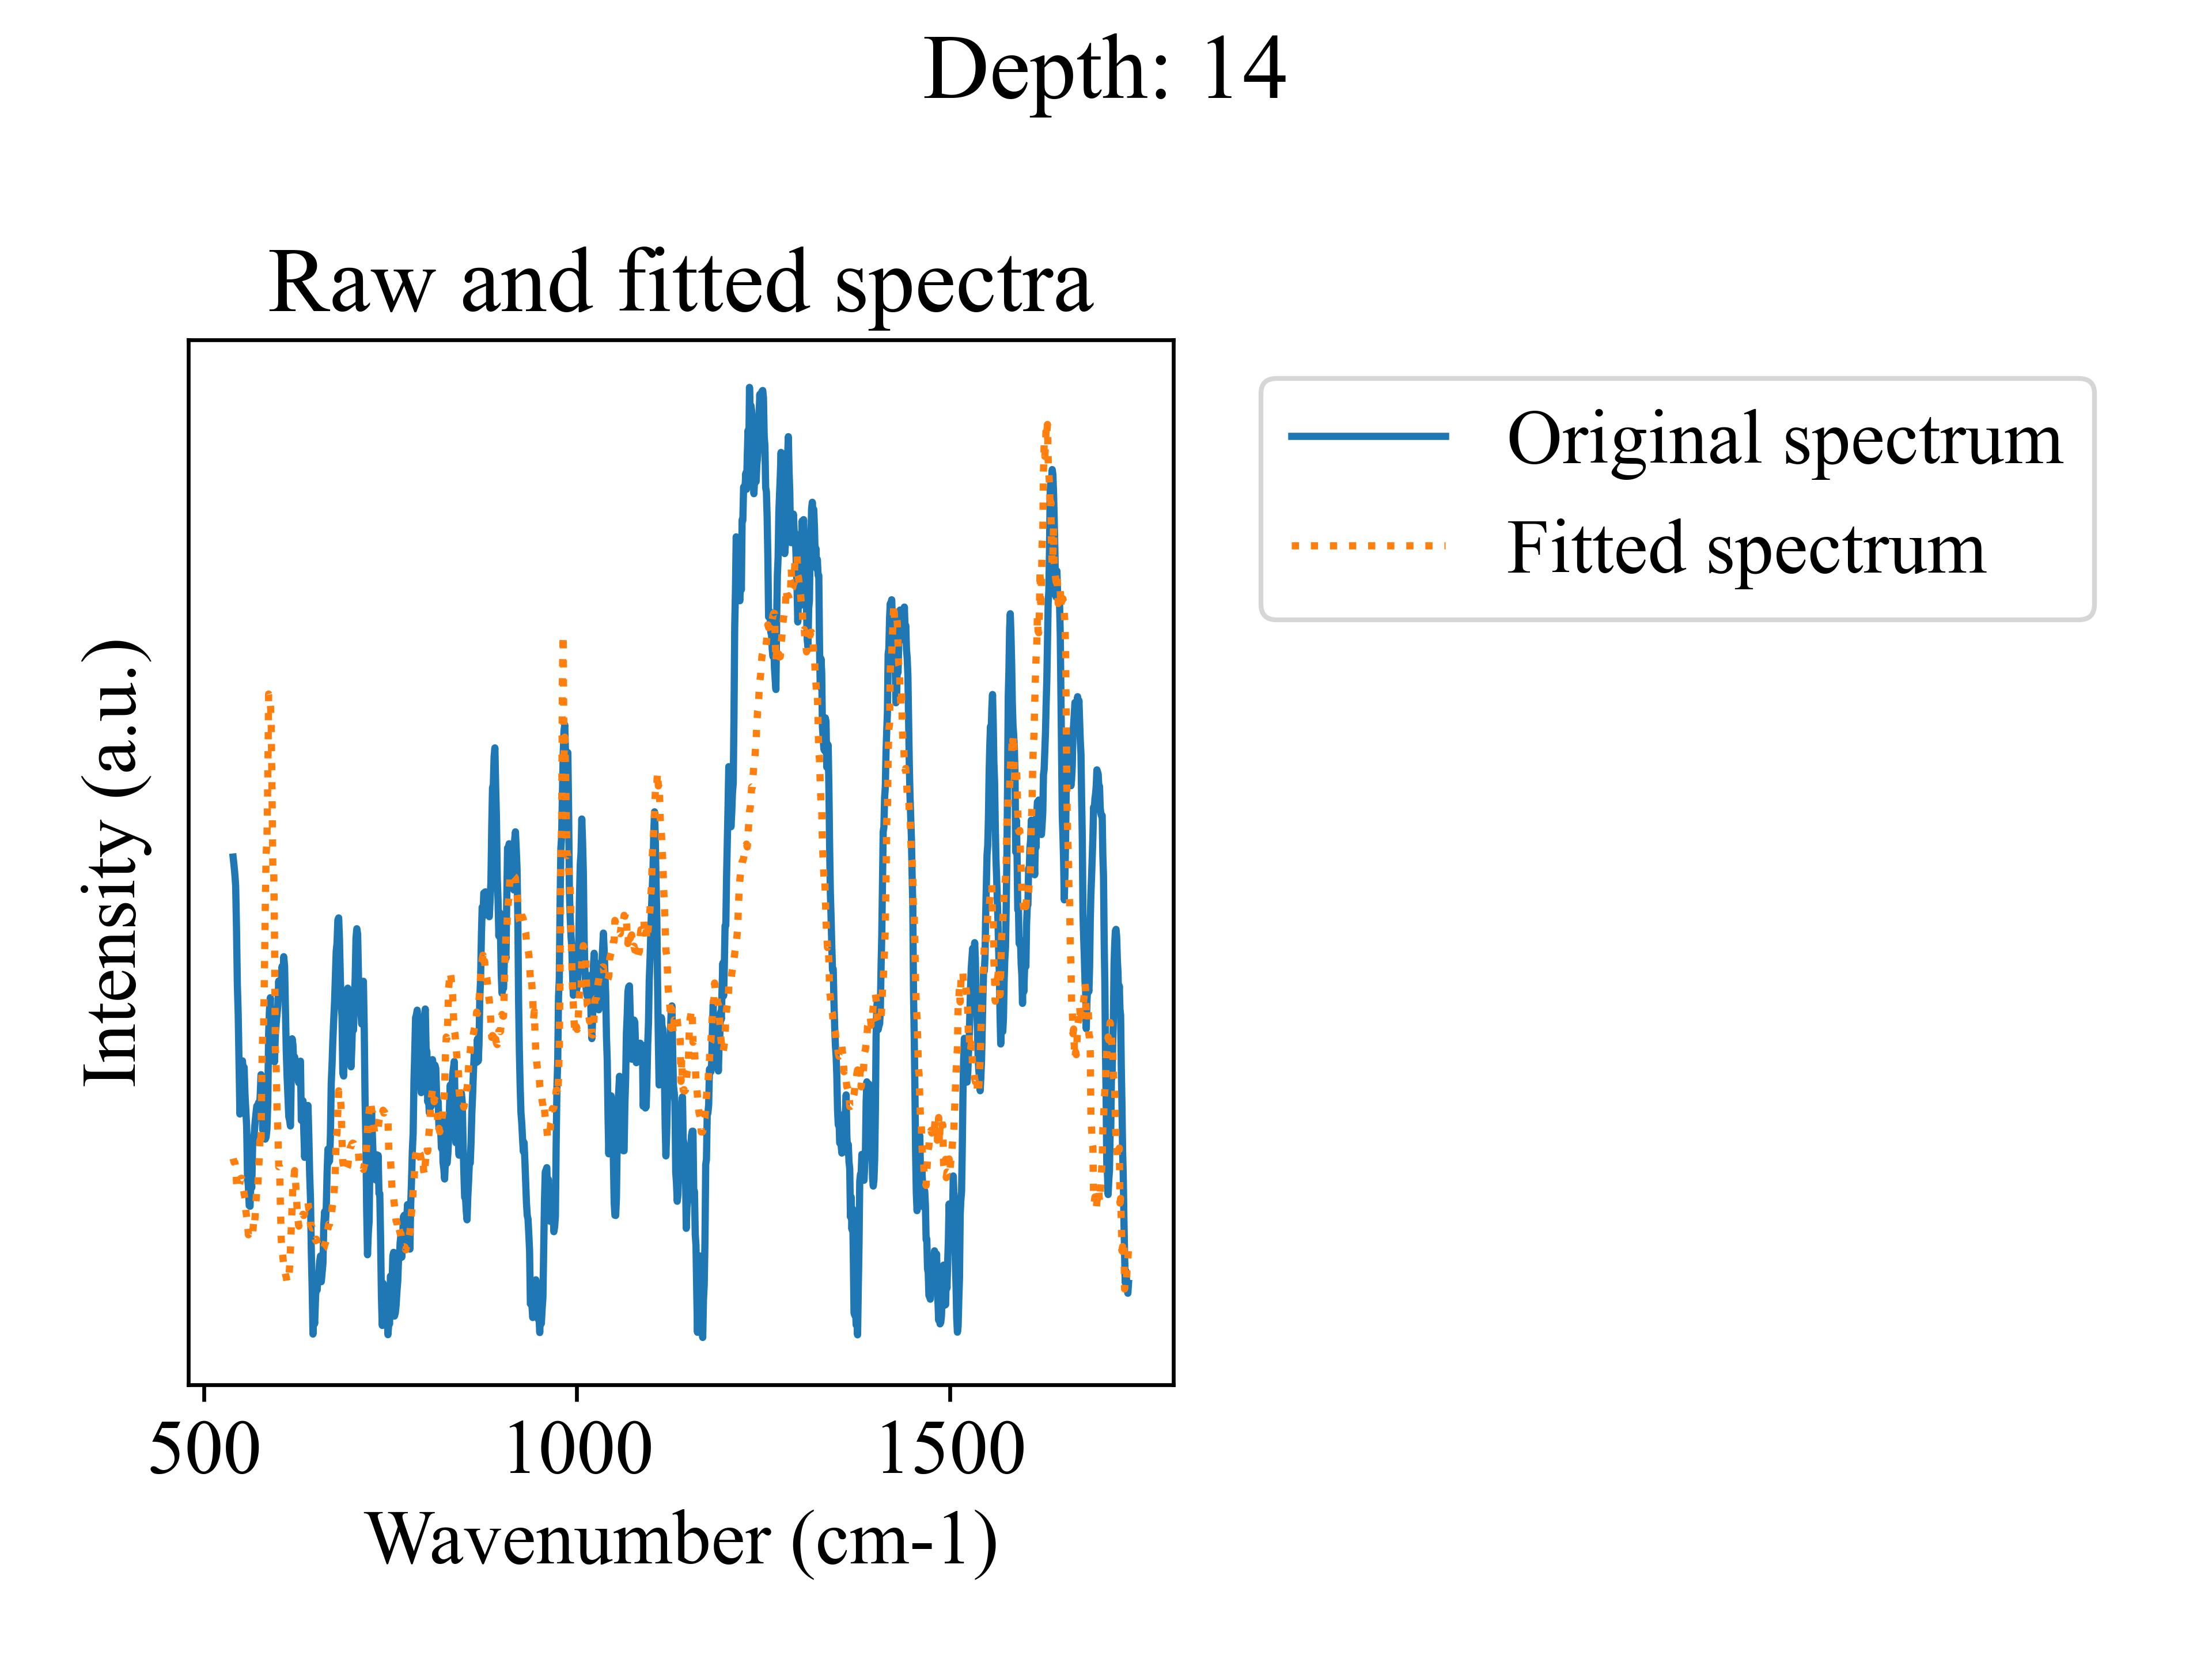 Depth: 14
Raw and fitted spectra
Original spectrum
Fitted spectrum
Intensity (a.u.)
500 1000 1500
Wavenumber (cm-1)